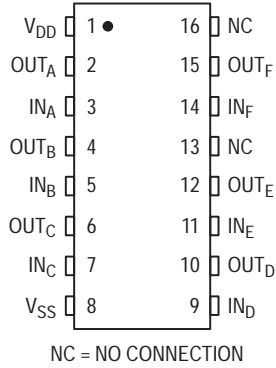 V_DD 1 16 NC
OUT_A 2 15 OUT_F
IN_A 3 14 IN_F
OUT_B 4 13 NC
IN_B 5 12 OUT_E
OUT_C 6 11 IN_E
IN_C 7 10 OUT_D
V_SS 8 9 IN_D
NC = NO CONNECTION